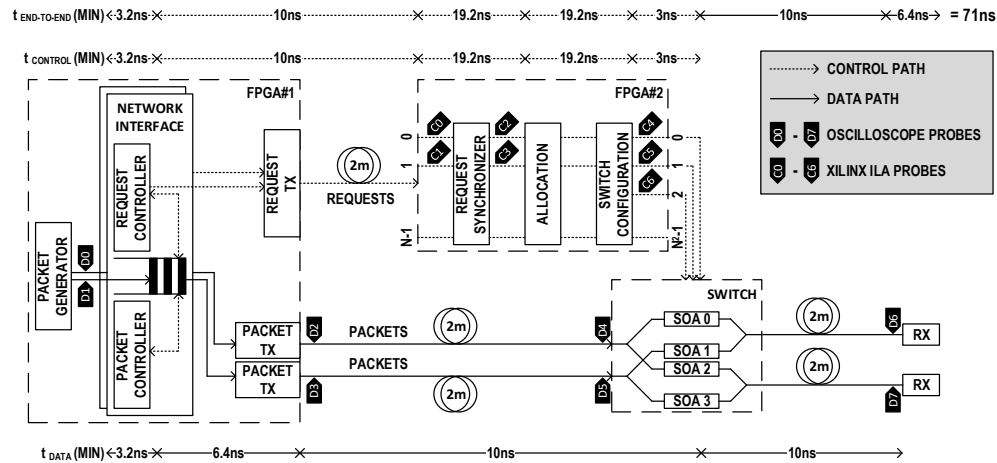 t END-TO-END (MIN) 3.2ns 10ns 19.2ns 19.2ns 3ns 10ns 6.4ns = 71ns
t CONTROL (MIN) 3.2ns 10ns 19.2ns 19.2ns 3ns
FPGA#1
FPGA#2
NETWORK
INTERFACE
REQUEST
CONTROLLER
REQUEST
TX
2m
REQUESTS
PACKET
GENERATOR
D0
D1
PACKET
CONTROLLER
PACKET
TX
PACKET
TX
C0
C1
C2
C3
C4
C5
C6
0
1
N-1
REQUEST
SYNCHRONIZER
ALLOCATION
SWITCH
CONFIGURATION
0
1
2
N²-1
CONTROL PATH
DATA PATH
D0 - D7 OSCILLOSCOPE PROBES
C0 - C6 XILINX ILA PROBES
D2
D3
PACKETS
PACKETS
2m
2m
D4
D5
SWITCH
SOA 0
SOA 1
SOA 2
SOA 3
2m
2m
D6
D7
RX
RX
t DATA (MIN) 3.2ns 6.4ns 10ns 10ns